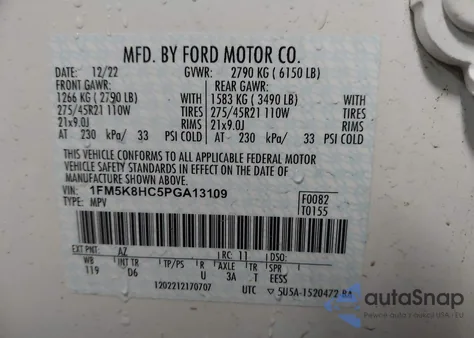 MFD. BY FORD MOTOR CO.
DATE: 12/22 GVWR: 2790 KG ( 6150 LB)
FRONT GAWR: REAR GAWR:
1266 KG ( 2790 LB) WITH 1583 KG ( 3490 LB) WITH
275/45R21 110W TIRES 275/45R21 110W TIRES
21x9.0J RIMS 21x9.0J RIMS
AT 230 kPa/ 33 PSI COLD AT 230 kPa/ 33 PSI COLD
THIS VEHICLE CONFORMS TO ALL APPLICABLE FEDERAL MOTOR
VEHICLE SAFETY STANDARDS IN EFFECT ON THE DATE OF
MANUFACTURE SHOWN ABOVE.
VIN: 1FM5K8HC5PGA13109 F0082
TYPE: MPV T0155
EXT PNT: AZ RC: 11 DSO:
WB INT TR TP/PS R AXLE TR SPR
119 D6 U 3A T EESS
1202212170707 UTC 5U5A-1520472-BA
autoSnap